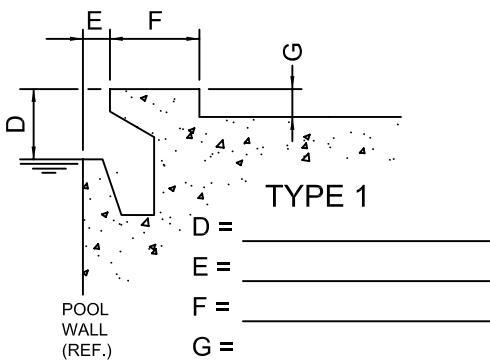 E F
G
D
TYPE 1
D =
E =
F =
G =
POOL
WALL
(REF.)